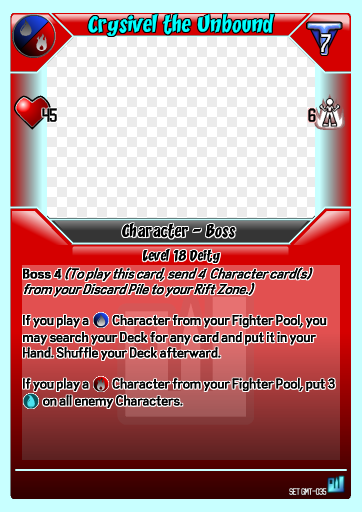 Crysivel the Unbound
7
45
6
Character - Boss
Level 18 Deity
Boss 4 (To play this card, send 4 Character card(s)
from your Discard Pile to your Rift Zone.)
If you play a Character from your Fighter Pool, you
may search your Deck for any card and put it in your
Hand. Shuffle your Deck afterward.
If you play a Character from your Fighter Pool, put 3
on all enemy Characters.
SET GMT-035